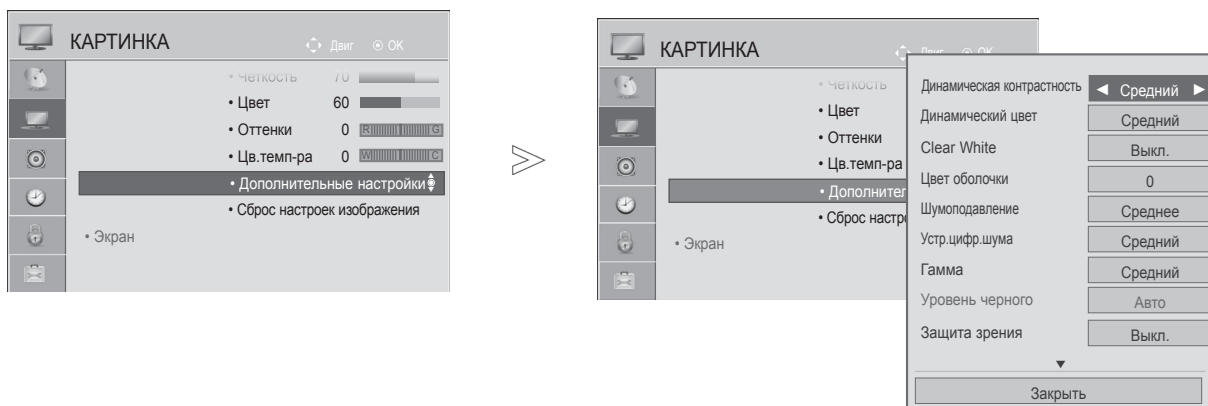 КАРТИНКА
Двиг ОК
• Четкость 70
• Цвет 60
• Оттенки 0 R G
• Цв.темп-ра 0 W C
• Дополнительные настройки
• Сброс настроек изображения
• Экран
КАРТИНКА
Двиг ОК
• Четкость
• Цвет
• Оттенки
• Цв.темп-ра
• Дополнител
• Сброс настро
• Экран
Динамическая контрастность ◄ Средний ►
Динамический цвет Средний
Clear White Выкл.
Цвет оболочки 0
Шумоподавление Среднее
Устр.цифр.шума Средний
Гамма Средний
Уровень черного Авто
Защита зрения Выкл.
▼
Закрыть